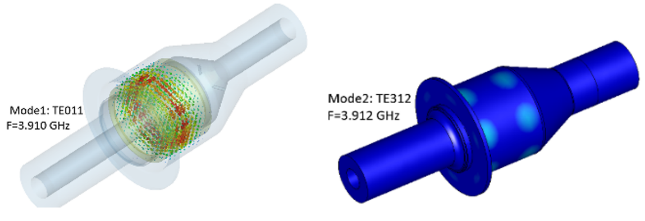 Mode1: TE011
F=3.910 GHz
Mode2: TE312
F=3.912 GHz